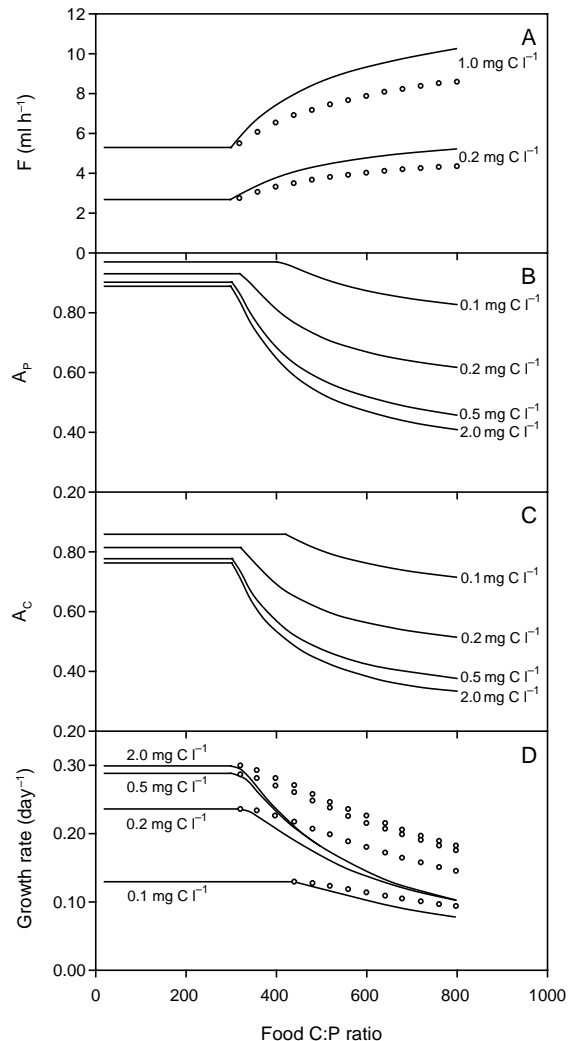 12
10
8
6
4
2
0
F (ml h⁻¹)
A
1.0 mg C l⁻¹
0.2 mg C l⁻¹
0.80
0.60
0.40
0.20
A_P
B
0.1 mg C l⁻¹
0.2 mg C l⁻¹
0.5 mg C l⁻¹
2.0 mg C l⁻¹
0.80
0.60
0.40
0.20
A_C
C
0.1 mg C l⁻¹
0.2 mg C l⁻¹
0.5 mg C l⁻¹
2.0 mg C l⁻¹
0.30
0.20
0.10
0.00
Growth rate (day⁻¹)
D
2.0 mg C l⁻¹
0.5 mg C l⁻¹
0.2 mg C l⁻¹
0.1 mg C l⁻¹
0 200 400 600 800 1000
Food C:P ratio